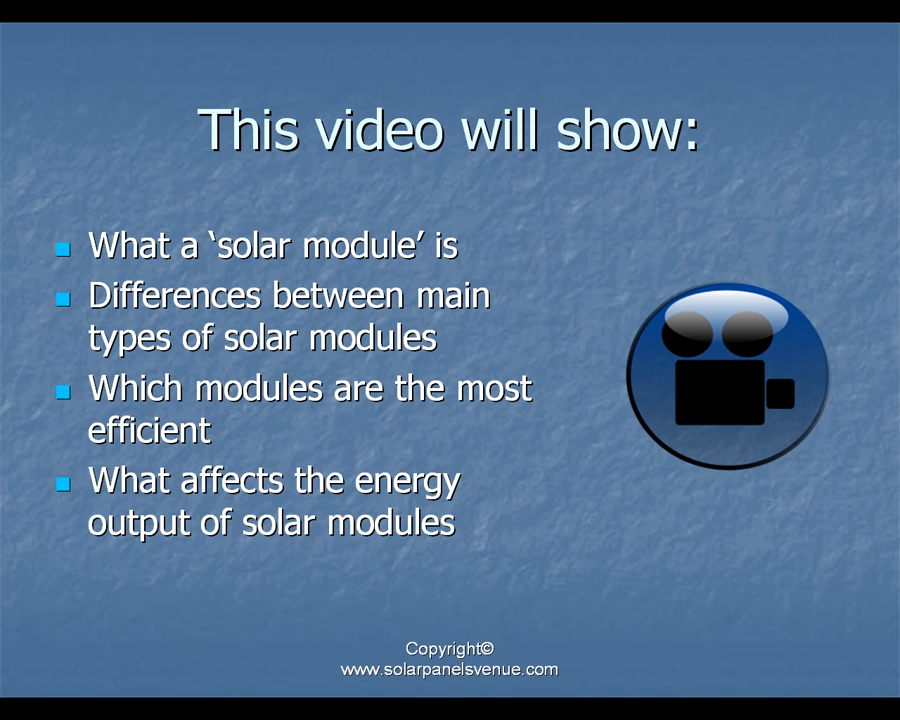 This video will show:
What a ‘solar module’ is
Differences between main
types of solar modules
Which modules are the most
efficient
What affects the energy
output of solar modules
Copyright©
www.solarpanelsvenue.com